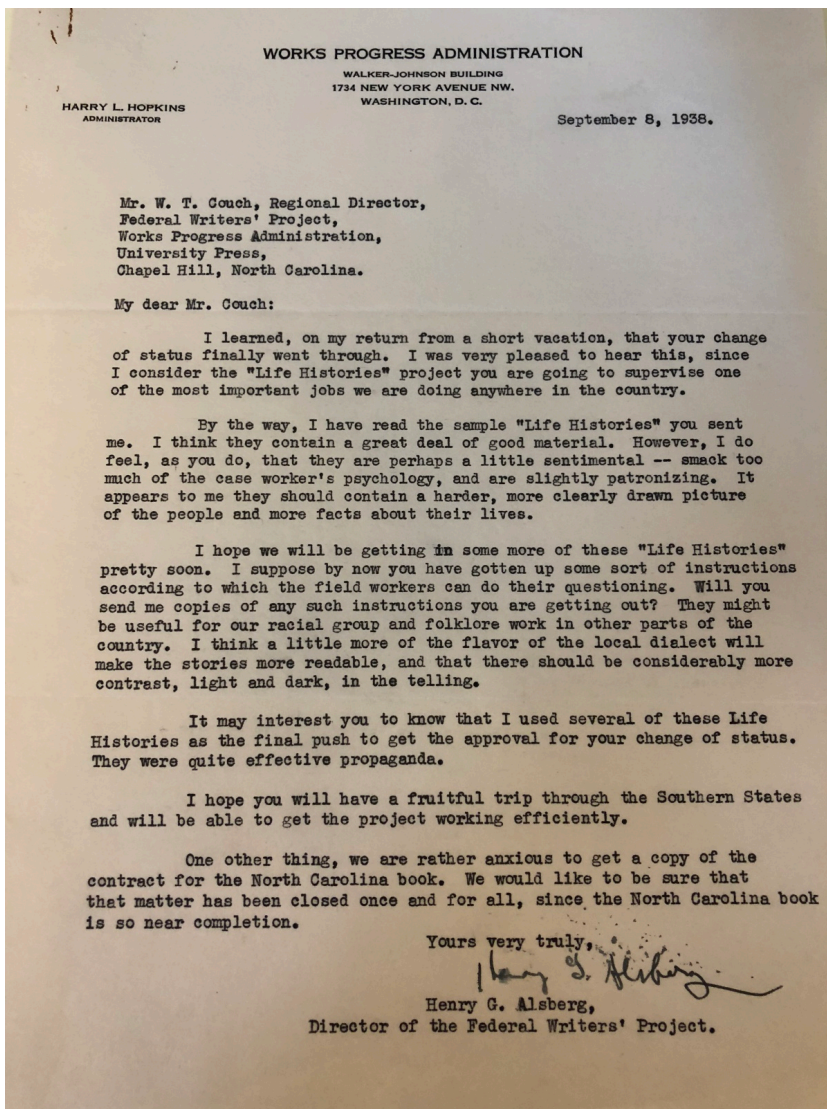 WORKS PROGRESS ADMINISTRATION
WALKER-JOHNSON BUILDING
1734 NEW YORK AVENUE NW.
WASHINGTON, D. C.
HARRY L. HOPKINS
ADMINISTRATOR
September 8, 1938.
Mr. W. T. Couch, Regional Director,
Federal Writers' Project,
Works Progress Administration,
University Press,
Chapel Hill, North Carolina.
My dear Mr. Couch:
I learned, on my return from a short vacation, that your change
of status finally went through. I was very pleased to hear this, since
I consider the "Life Histories" project you are going to supervise one
of the most important jobs we are doing anywhere in the country.
By the way, I have read the sample "Life Histories" you sent
me. I think they contain a great deal of good material. However, I do
feel, as you do, that they are perhaps a little sentimental -- smack too
much of the case worker's psychology, and are slightly patronizing. It
appears to me they should contain a harder, more clearly drawn picture
of the people and more facts about their lives.
I hope we will be getting in some more of these "Life Histories"
pretty soon. I suppose by now you have gotten up some sort of instructions
according to which the field workers can do their questioning. Will you
send me copies of any such instructions you are getting out? They might
be useful for our racial group and folklore work in other parts of the
country. I think a little more of the flavor of the local dialect will
make the stories more readable, and that there should be considerably more
contrast, light and dark, in the telling.
It may interest you to know that I used several of these Life
Histories as the final push to get the approval for your change of status.
They were quite effective propaganda.
I hope you will have a fruitful trip through the Southern States
and will be able to get the project working efficiently.
One other thing, we are rather anxious to get a copy of the
contract for the North Carolina book. We would like to be sure that
that matter has been closed once and for all, since the North Carolina book
is so near completion.
Yours very truly,
Henry G. Alsberg
Henry G. Alsberg,
Director of the Federal Writers' Project.